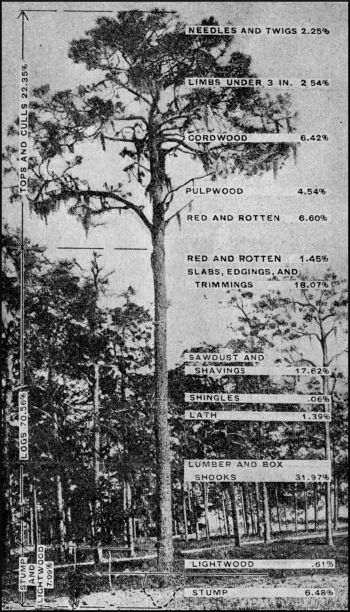 NEEDLES AND TWIGS 2.25%
LIMBS UNDER 3 IN. 2 54%
CORDWOOD 6.42%
PULPWOOD 4.54%
RED AND ROTTEN 6.60%
RED AND ROTTEN 1.45%
SLABS, EDGINGS, AND
TRIMMINGS 18.07%
SAWDUST AND
SHAVINGS 17.62%
SHINGLES .06%
LATH 1.39%
LUMBER AND BOX
SHOOKS 31.97%
LIGHTWOOD .61%
STUMP 6.48%
TOPS AND CULLS 22.35%
LOGS 70.56%
STUMP
AND
LIGHTWOOD
7.09%